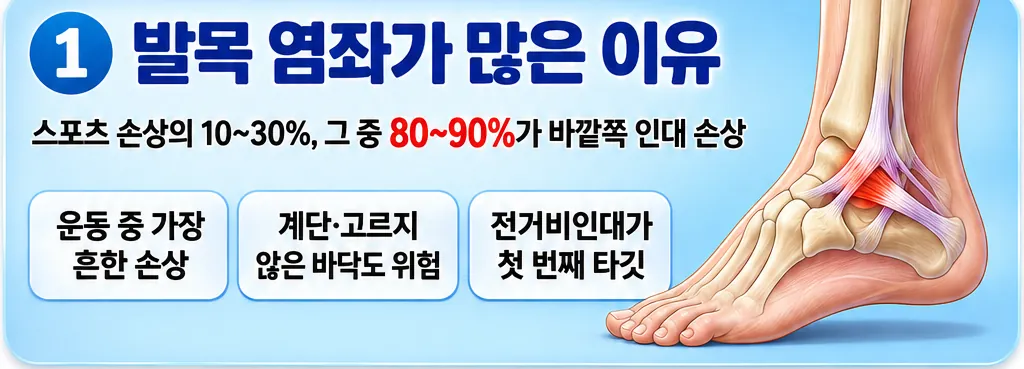 1 발목 염좌가 많은 이유
스포츠 손상의 10~30%, 그 중 80~90%가 바깥쪽 인대 손상
운동 중 가장
흔한 손상
계단·고르지
않은 바닥도 위험
전거비인대가
첫 번째 타깃